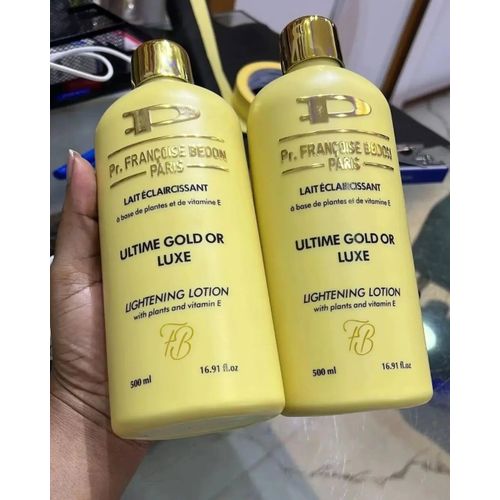 Pr. FRANÇOISE BEDON
PARIS
LAIT ÉCLAIRCISSANT
à base de plantes et de vitamine E
ULTIME GOLD OR
LUXE
LIGHTENING LOTION
with plants and vitamin E
FB
500 ml 16.91 fl.oz
Pr. FRANÇOISE BEDON
PARIS
LAIT ÉCLAIRCISSANT
à base de plantes et de vitamine E
ULTIME GOLD OR
LUXE
LIGHTENING LOTION
with plants and vitamin E
FB
500 ml 16.91 fl.oz